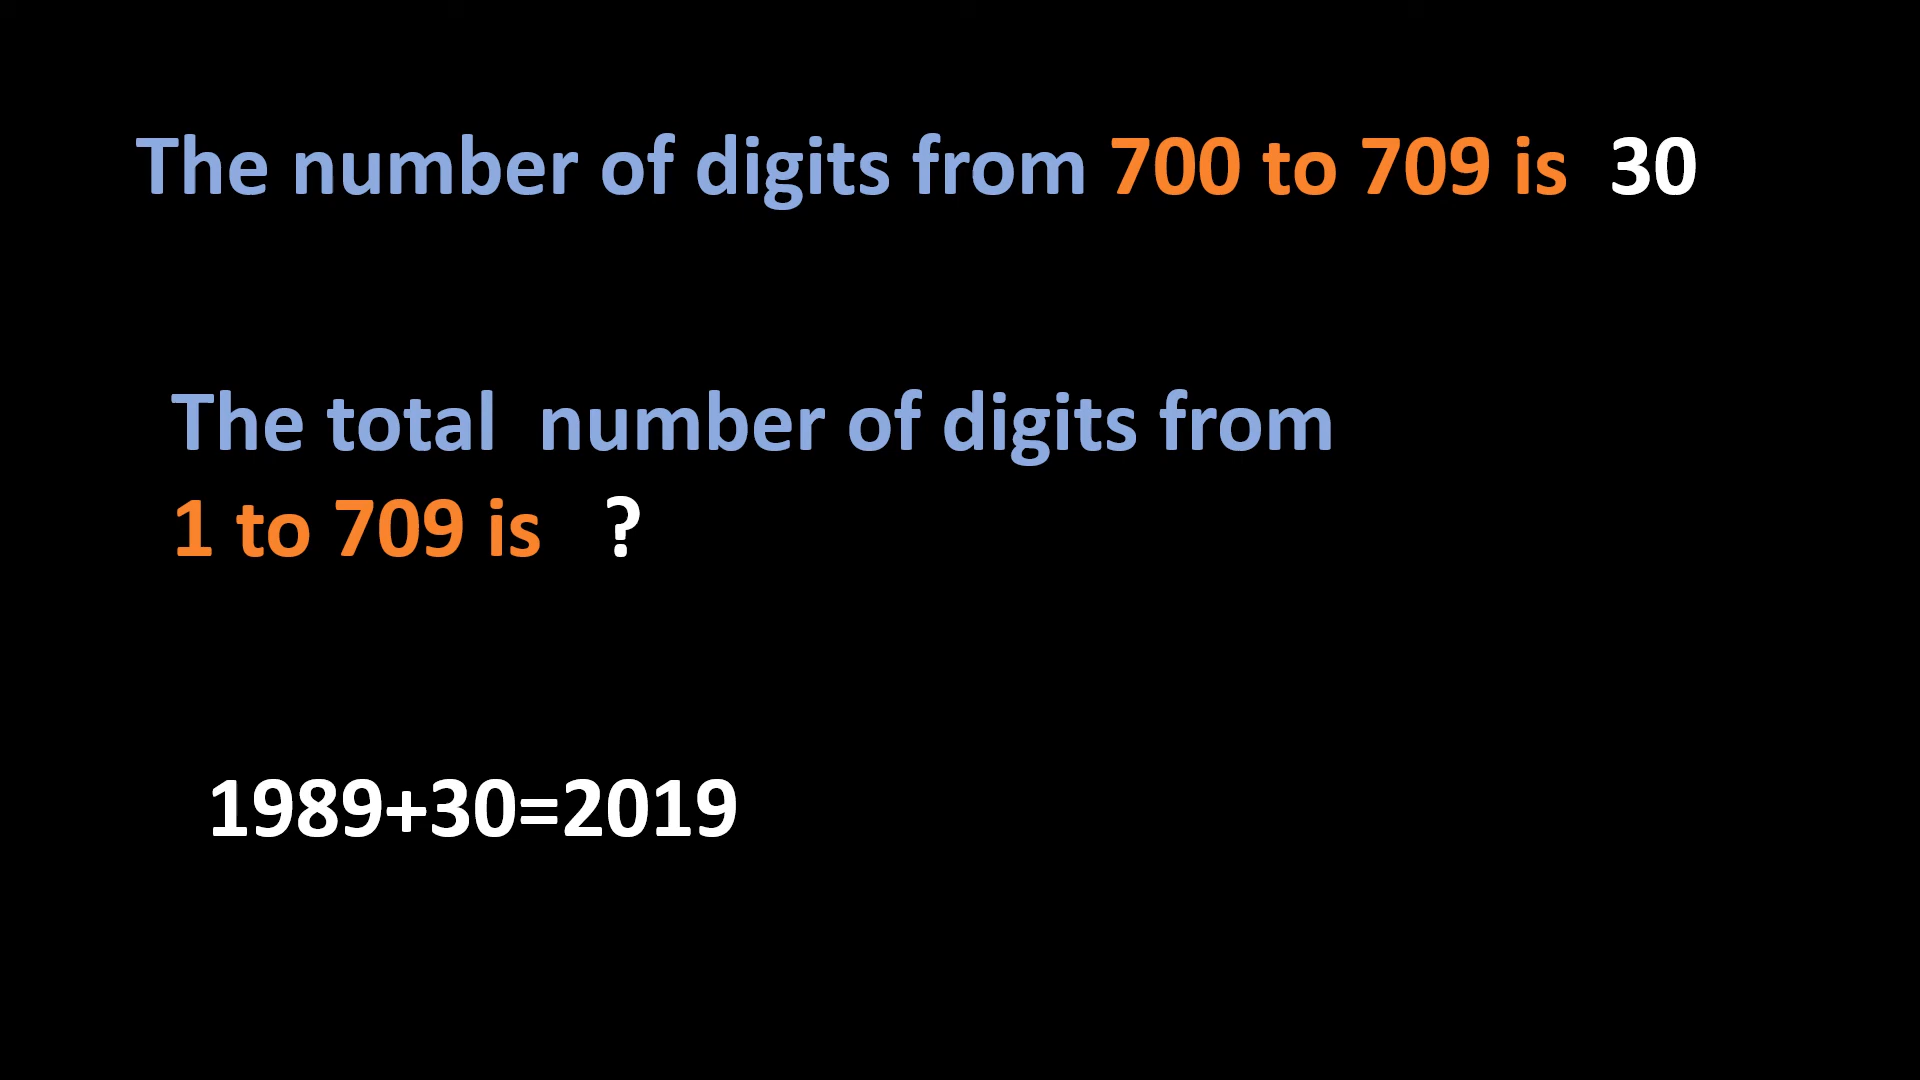 The number of digits from 700 to 709 is 30
The total number of digits from
1 to 709 is ?
1989+30=2019